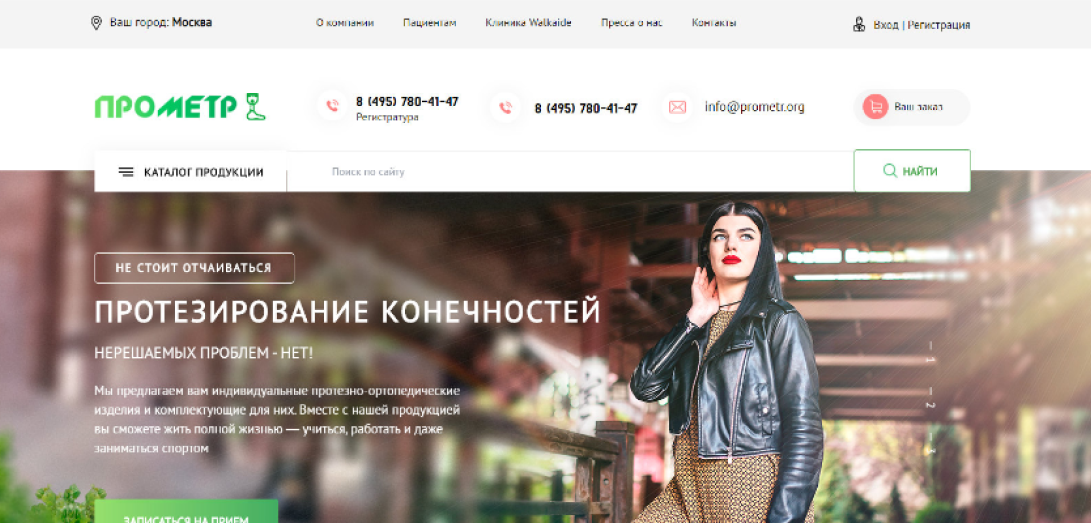 Ваш город: Москва
О компании Пациентам Клиника Walkaide Пресса о нас Контакты
Вход | Регистрация
ПРОМЕТР
8 (495) 780-41-47
Регистратура
8 (495) 780-41-47
info@prometr.org
Ваш заказ
КАТАЛОГ ПРОДУКЦИИ
Поиск по сайту
НАЙТИ
НЕ СТОИТ ОТЧАИВАТЬСЯ
ПРОТЕЗИРОВАНИЕ КОНЕЧНОСТЕЙ
НЕРЕШАЕМЫХ ПРОБЛЕМ - НЕТ!
Мы предлагаем вам индивидуальные протезно-ортопедические
изделия и комплектующие для них. Вместе с нашей продукцией
вы сможете жить полной жизнью — учиться, работать и даже
заниматься спортом
1
2
3
ЗАПИСАТЬСЯ НА ПРИЕМ